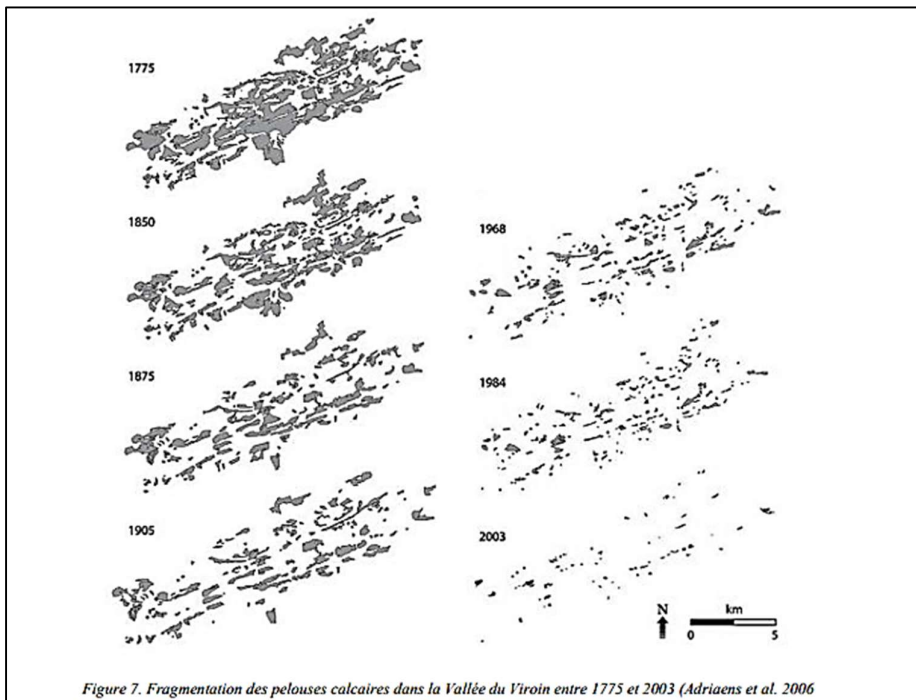 1775
1850
1875
1905
1968
1984
2003
N
km
0 5
Figure 7. Fragmentation des pelouses calcaires dans la Vallée du Viroin entre 1775 et 2003 (Adriaens et al. 2006